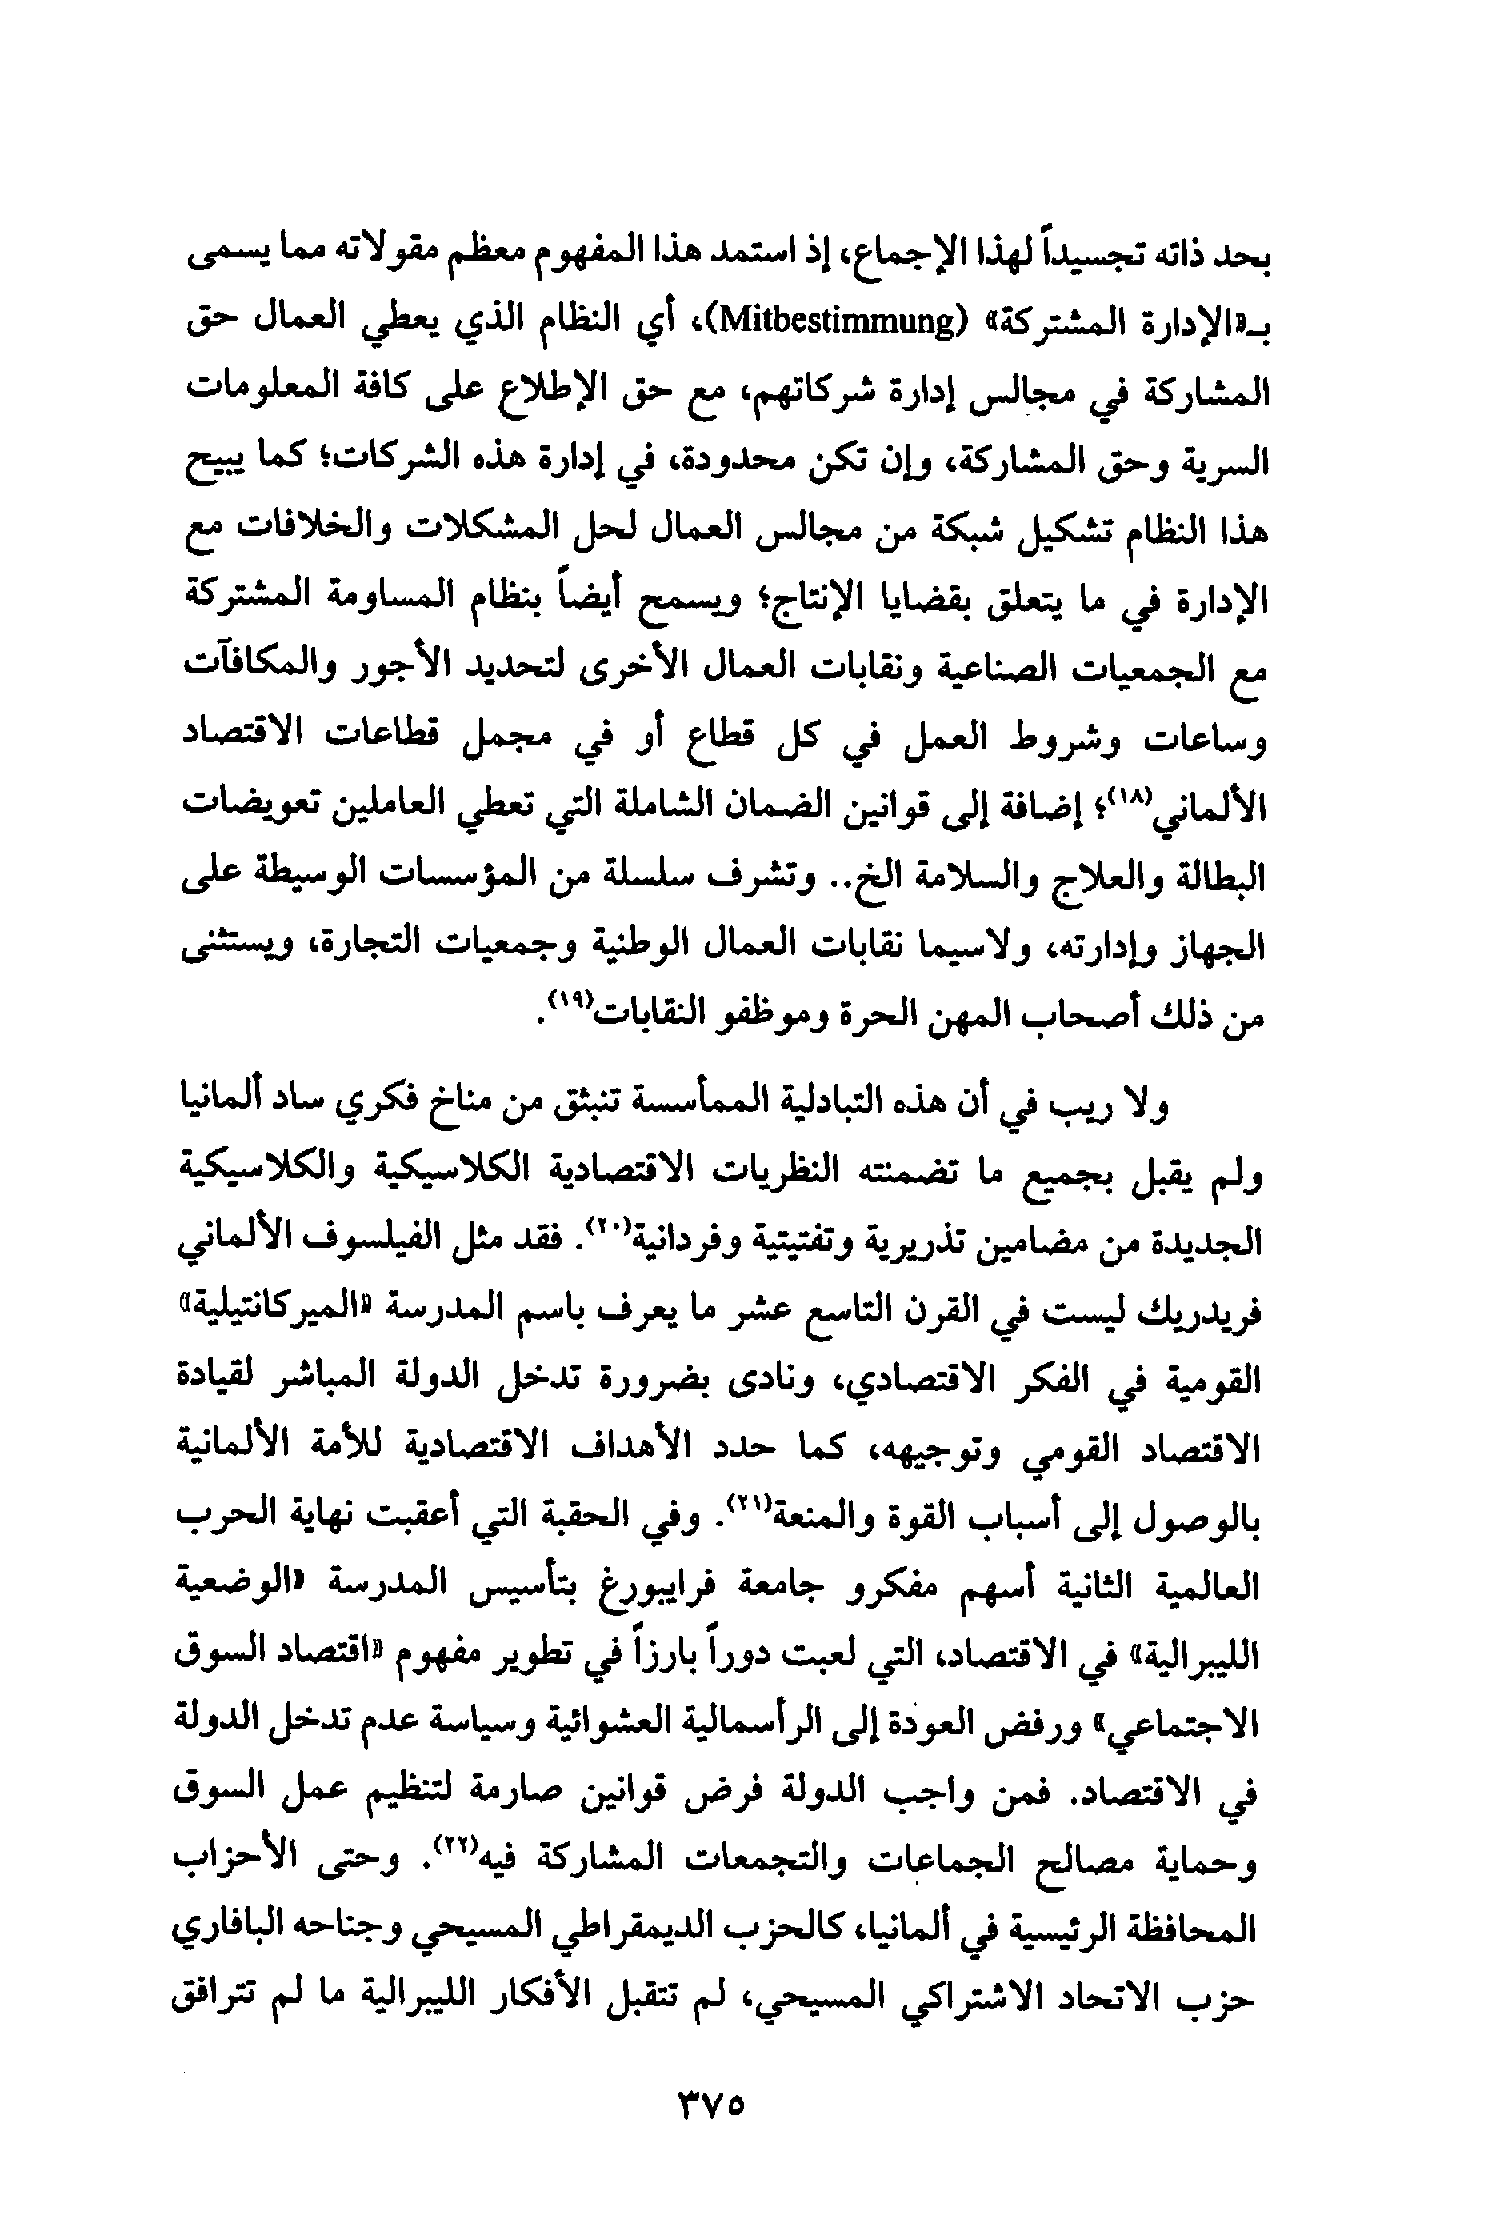 بحد ذاته تجسيداً لهذا الإجماع، إذ استمد هذا المفهوم معظم مقولاته مما يسمى
بـ«الإدارة المشتركة» (Mitbestimmung)، أي النظام الذي يعطي العمال حق
المشاركة في مجالس إدارة شركاتهم، مع حق الإطلاع على كافة المعلومات
السرية وحق المشاركة، وإن تكن محدودة، في إدارة هذه الشركات؛ كما يبيح
هذا النظام تشكيل شبكة من مجالس العمال لحل المشكلات والخلافات مع
الإدارة في ما يتعلق بقضايا الإنتاج؛ ويسمح أيضاً بنظام المساومة المشتركة
مع الجمعيات الصناعية ونقابات العمال الأخرى لتحديد الأجور والمكافآت
وساعات وشروط العمل في كل قطاع أو في مجمل قطاعات الاقتصاد
الألماني(١٨)؛ إضافة إلى قوانين الضمان الشاملة التي تعطي العاملين تعويضات
البطالة والعلاج والسلامة الخ.. وتشرف سلسلة من المؤسسات الوسيطة على
الجهاز وإدارته، ولاسيما نقابات العمال الوطنية وجمعيات التجارة، ويستثنى
من ذلك أصحاب المهن الحرة وموظفو النقابات(١٩).
ولا ريب في أن هذه التبادلية الممأسسة تنبثق من مناخ فكري ساد ألمانيا
ولم يقبل بجميع ما تضمنته النظريات الاقتصادية الكلاسيكية والكلاسيكية
الجديدة من مضامين تذريرية وتفتيتية وفردانية(٢٠). فقد مثل الفيلسوف الألماني
فريدريك ليست في القرن التاسع عشر ما يعرف باسم المدرسة «الميركانتيلية»
القومية في الفكر الاقتصادي، ونادى بضرورة تدخل الدولة المباشر لقيادة
الاقتصاد القومي وتوجيهه، كما حدد الأهداف الاقتصادية للأمة الألمانية
بالوصول إلى أسباب القوة والمنعة(٢١). وفي الحقبة التي أعقبت نهاية الحرب
العالمية الثانية أسهم مفكرو جامعة فرايبورغ بتأسيس المدرسة «الوضعية
الليبرالية» في الاقتصاد، التي لعبت دوراً بارزاً في تطوير مفهوم «اقتصاد السوق
الاجتماعي» ورفض العودة إلى الرأسمالية العشوائية وسياسة عدم تدخل الدولة
في الاقتصاد. فمن واجب الدولة فرض قوانين صارمة لتنظيم عمل السوق
وحماية مصالح الجماعات والتجمعات المشاركة فيه(٢٢). وحتى الأحزاب
المحافظة الرئيسية في ألمانيا، كالحزب الديمقراطي المسيحي وجناحه البافاري
حزب الاتحاد الاشتراكي المسيحي، لم تتقبل الأفكار الليبرالية ما لم تترافق
٣٧٥